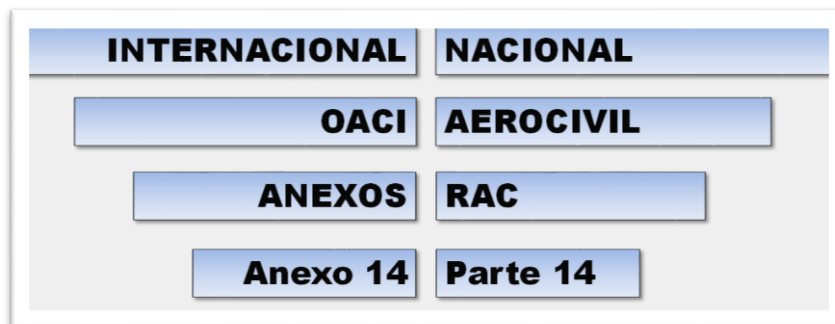 INTERNACIONAL NACIONAL
OACI AEROCIVIL
ANEXOS RAC
Anexo 14 Parte 14